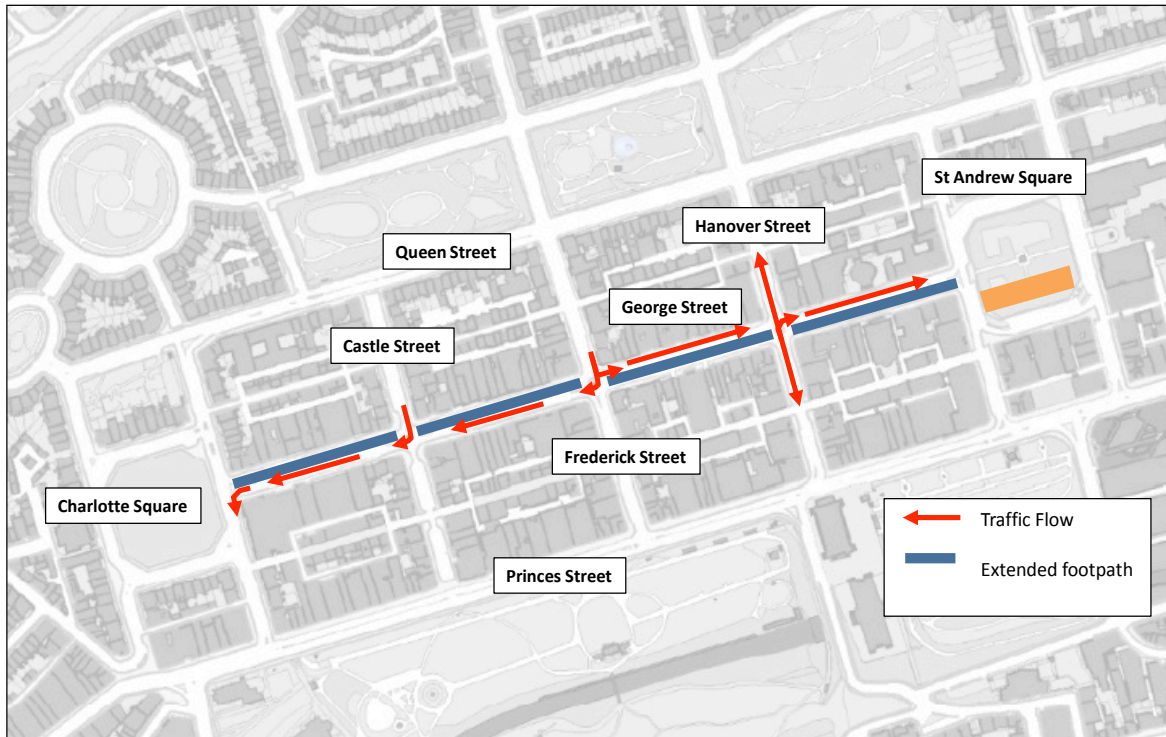 St Andrew Square
Hanover Street
Queen Street
George Street
Castle Street
Frederick Street
Charlotte Square
Traffic Flow
Princes Street
Extended footpath